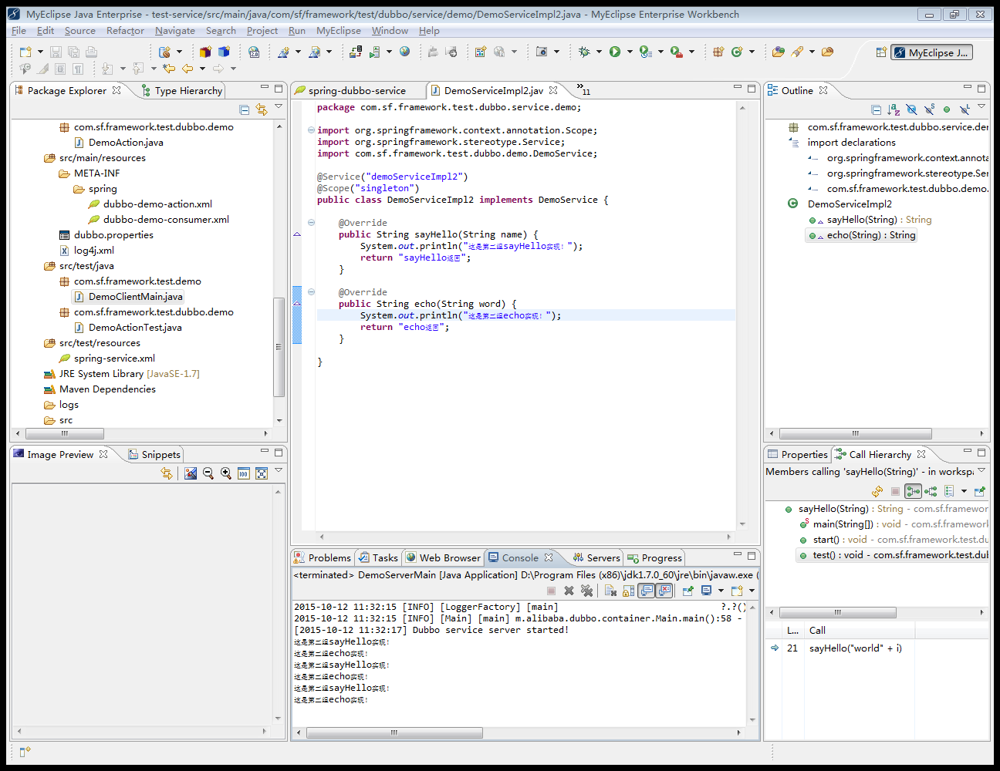 MyEclipse Java Enterprise - test-service/src/main/java/com/sf/framework/test/dubbo/service/demo/DemoServiceImpl2.java - MyEclipse Enterprise Workbench
File Edit Source Refactor Navigate Search Project Run MyEclipse Window Help
MyEclipse J...
Package Explorer
Type Hierarchy
com.sf.framework.test.dubbo.demo
DemoAction.java
src/main/resources
META-INF
spring
dubbo-demo-action.xml
dubbo-demo-consumer.xml
dubbo.properties
log4j.xml
src/test/java
com.sf.framework.test.demo
DemoClientMain.java
com.sf.framework.test.dubbo.demo
DemoActionTest.java
src/test/resources
spring-service.xml
JRE System Library [JavaSE-1.7]
Maven Dependencies
logs
src
Image Preview
Snippets
spring-dubbo-service
DemoServiceImpl2.jav
»11
package com.sf.framework.test.dubbo.service.demo;
import org.springframework.context.annotation.Scope;
import org.springframework.stereotype.Service;
import com.sf.framework.test.dubbo.demo.DemoService;
@Service("demoServiceImpl2")
@Scope("singleton")
public class DemoServiceImpl2 implements DemoService {
@Override
public String sayHello(String name) {
System.out.println("这是第二组sayHello实现！");
return "sayHello返回";
}
@Override
public String echo(String word) {
System.out.println("这是第二组echo实现！");
return "echo返回";
}
}
Problems Tasks Web Browser Console Servers Progress
<terminated> DemoServerMain [Java Application] D:\Program Files (x86)\jdk1.7.0_60\jre\bin\javaw.exe (
2015-10-12 11:32:15 [INFO] [LoggerFactory] [main] ?.?()
2015-10-12 11:32:15 [INFO] [Main] [main] m.alibaba.dubbo.container.Main.main():58 -
[2015-10-12 11:32:17] Dubbo service server started!
这是第二组sayHello实现！
这是第二组echo实现！
这是第二组sayHello实现！
这是第二组echo实现！
这是第二组sayHello实现！
这是第二组echo实现！
Outline
com.sf.framework.test.dubbo.service.der
import declarations
org.springframework.context.annota
org.springframework.stereotype.Ser
com.sf.framework.test.dubbo.demo.
DemoServiceImpl2
sayHello(String) : String
echo(String) : String
Properties
Call Hierarchy
Members calling 'sayHello(String)' - in workspa
sayHello(String) : String - com.sf.framewor
main(String[]) : void - com.sf.framework
start() : void - com.sf.framework.test.du
test() : void - com.sf.framework.test.dub
L... Call
21 sayHello("world" + i)